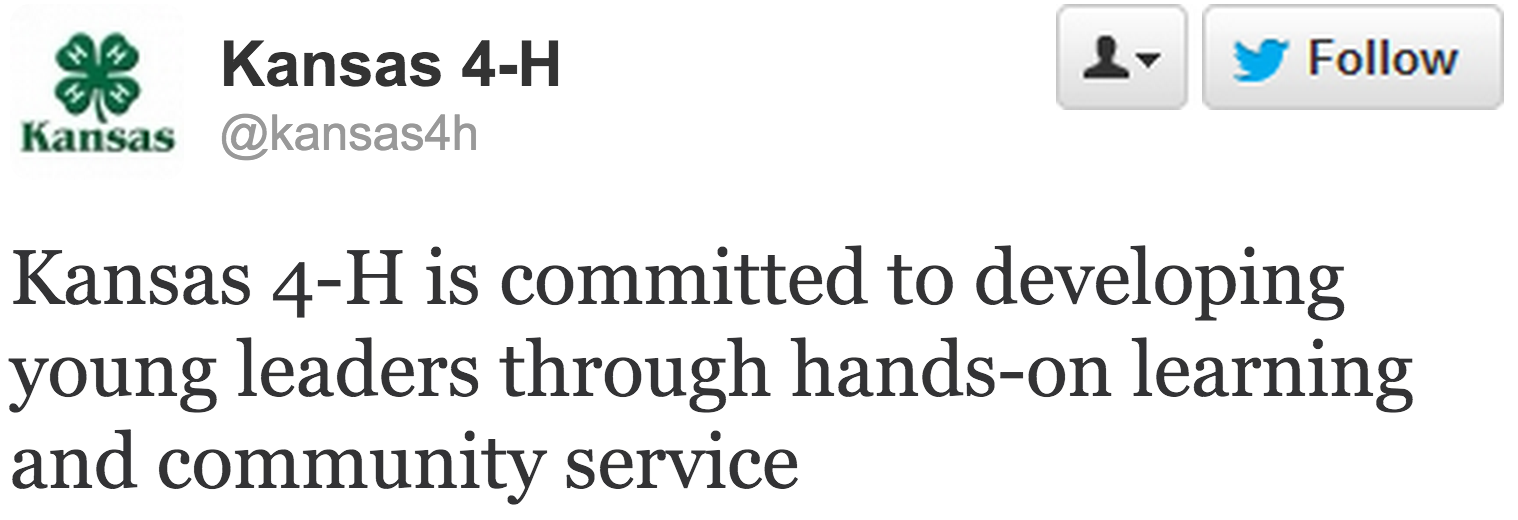 H H
H H
Kansas
Kansas 4-H
@kansas4h
Follow
Kansas 4-H is committed to developing
young leaders through hands-on learning
and community service